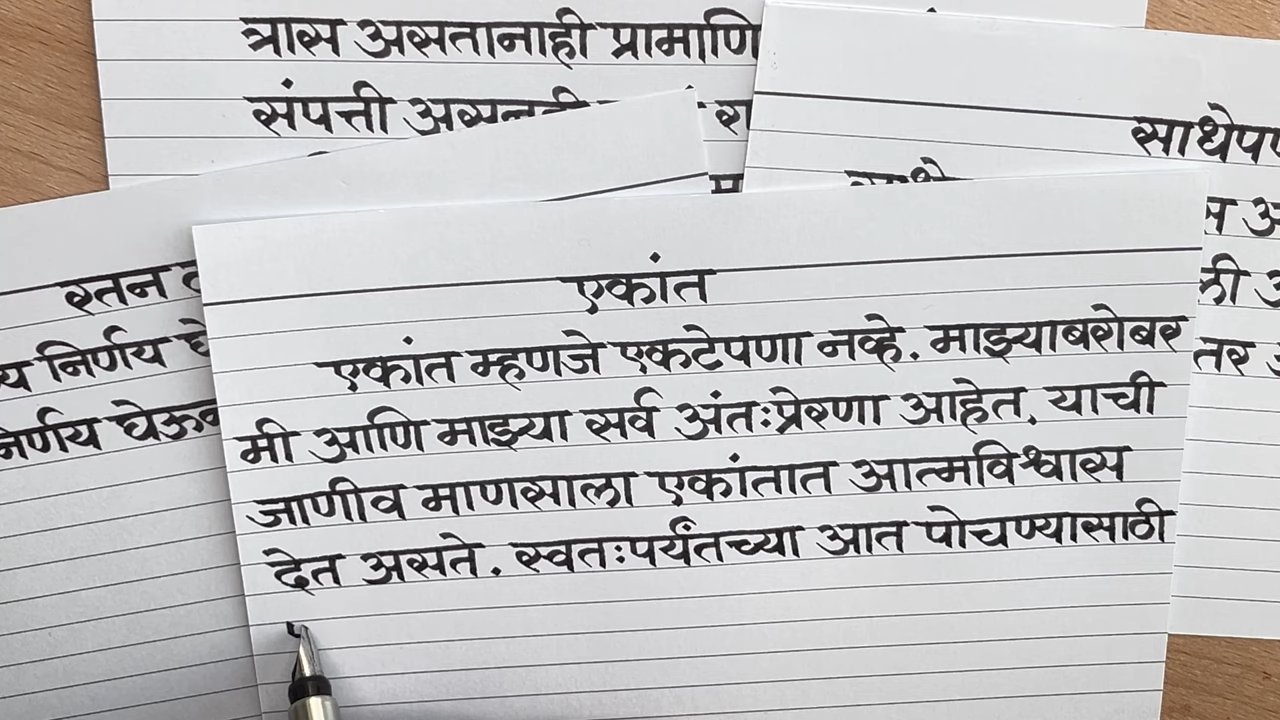 त्रास असतानाही
संपत्ती
रतन
निर्णय
निर्णय
एकांत
एकांत म्हणजे एकटेपणा नव्हे. माझ्याबरोबर
मी आणि माझ्या सर्व अंतःप्रेरणा आहेत. याची
जाणीव माणसाला एकांतात आत्मविश्वास
देत असते. स्वतःपर्यंतच्या आत पोचण्यासाठी